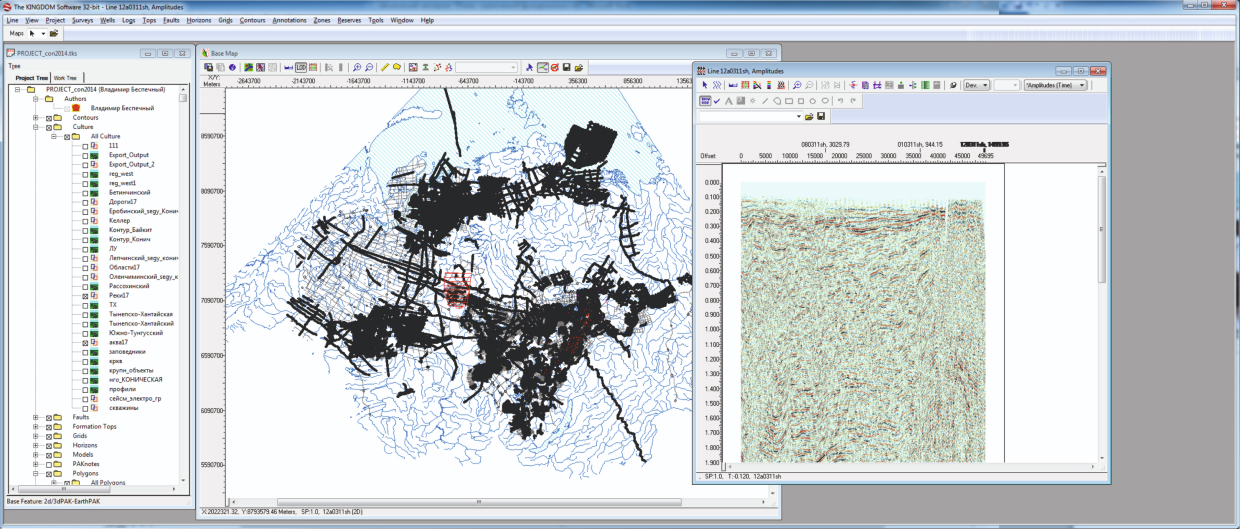 The KINGDOM Software 32-bit - Line 12a0311sh, Amplitudes
Line View Project Surveys Wells Logs Tops Faults Horizons Grids Contours Annotations Zones Reserves Tools Window Help
Maps
PROJECT_con2014.tks
Tree
Project Tree Work Tree
PROJECT_con2014 (Владимир Беспечный)
Authors
Владимир Беспечный
Contours
Culture
All Culture
111
Export_Output
Export_Output_2
reg_west
reg_west1
Бетинчинский
Дороги17
Еробинский_segy_Конич
Келлер
Контур_Байкит
Контур_Конич
ЛУ
Лепчинский_segy_конич
Области17
Оленчиминский_segy_к
Рассохинский
Реки17
ТХ
Тынепско-Хантайская
Тынепско-Хантайский
Южно-Тунгусский
аква17
заповедники
крхв
крупн_объекты
нго_КОНИЧЕСКАЯ
профили
сейсм_электро_гр
скважины
Faults
Formation Tops
Grids
Horizons
Models
PAKnotes
Polygons
All Polygons
Base Feature: 2d/3dPAK-EarthPAK
Base Map
X/Y:
Meters
-2643700 -2143700 -1643700 -1143700 -643700 -143700 356300 856300 13563
8590700
8090700
7590700
7090700
6590700
6090700
5590700
X:2022321.32, Y:8793579.46 Meters, SP:1.0, 12a0311sh (2D)
Line 12a0311sh, Amplitudes
Dev.
*Amplitudes (Time)
080311sh, 3029.79 010311sh, 944.15
Offset: 0 5000 10000 15000 20000 25000 30000 35000 40000 45000 49695
0.000
0.100
0.200
0.300
0.400
0.500
0.600
0.700
0.800
0.900
1.000
1.100
1.200
1.300
1.400
1.500
1.600
1.700
1.800
1.900
SP:1.0, T:-0.120, 12a0311sh